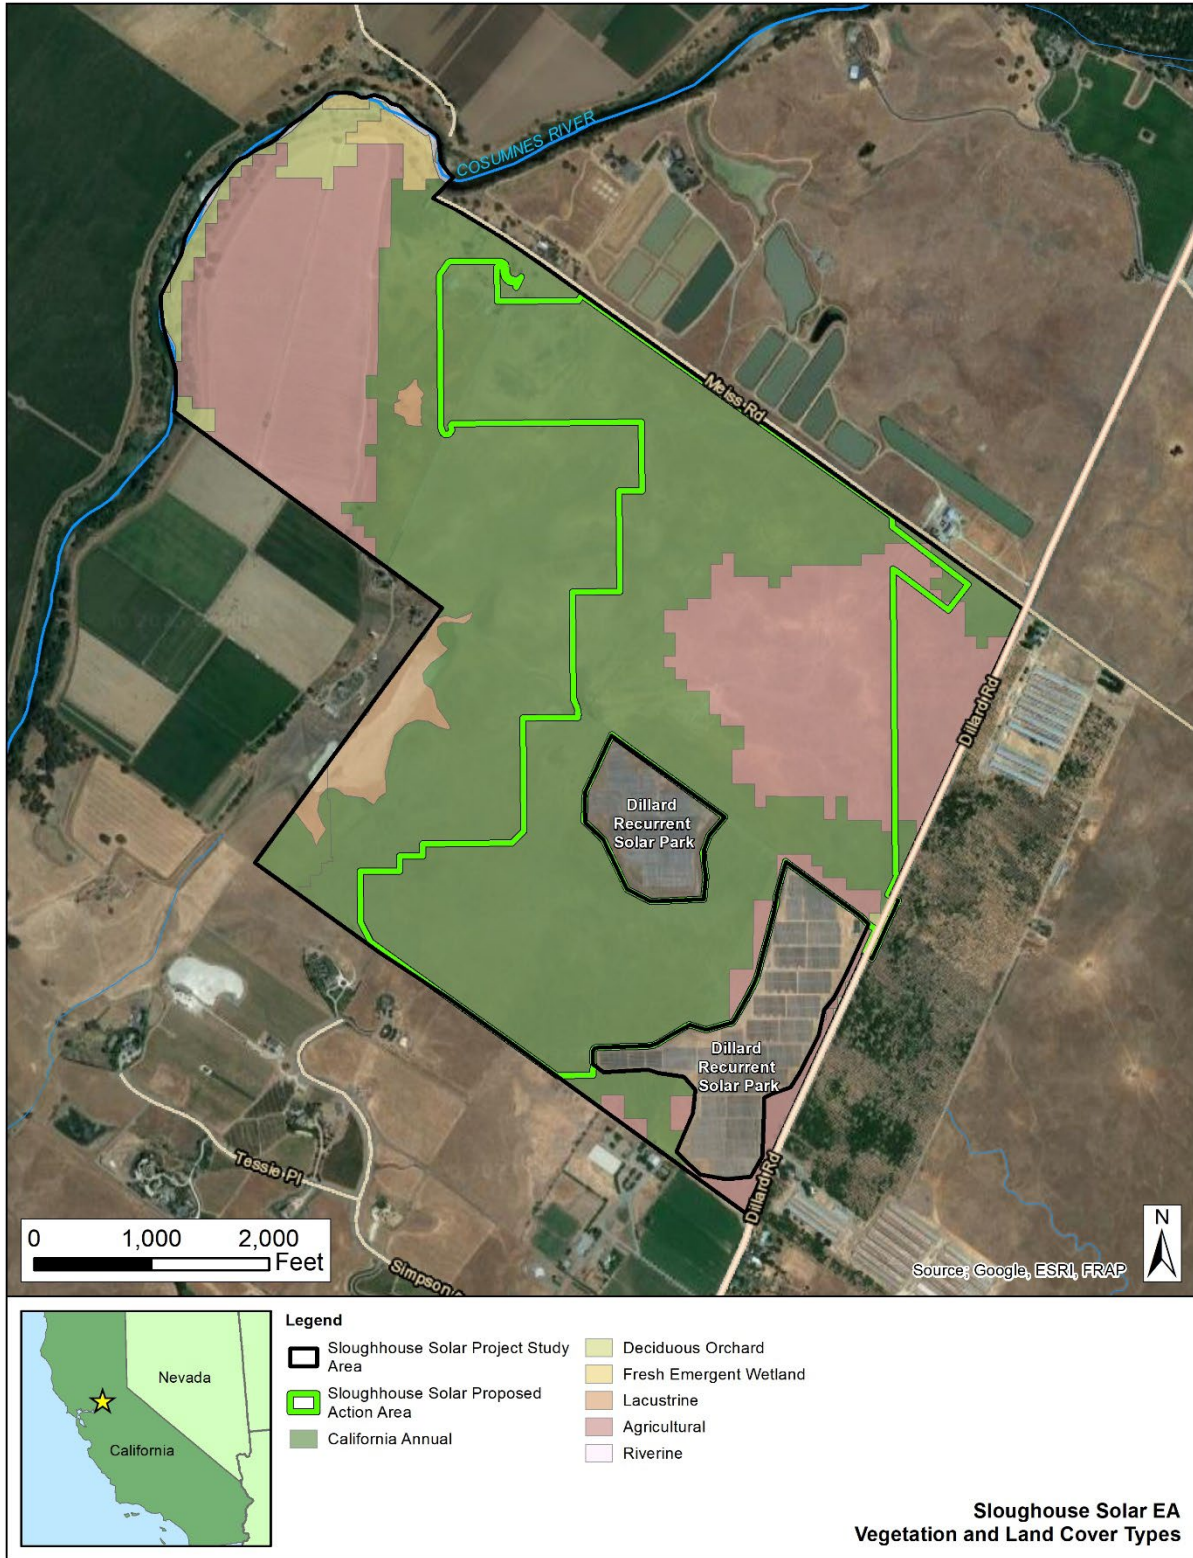 COSUMNES RIVER
Meiss Rd
Dillard Rd
Dillard
Recurrent
Solar Park
Dillard
Recurrent
Solar Park
Dillard Rd
Tessie Pl
Simpson
0 1,000 2,000
Feet
N
Source; Google, ESRI, FRAP
Nevada
California
Legend
Sloughhouse Solar Project Study
Area
Sloughhouse Solar Proposed
Action Area
California Annual
Deciduous Orchard
Fresh Emergent Wetland
Lacustrine
Agricultural
Riverine
Sloughouse Solar EA
Vegetation and Land Cover Types